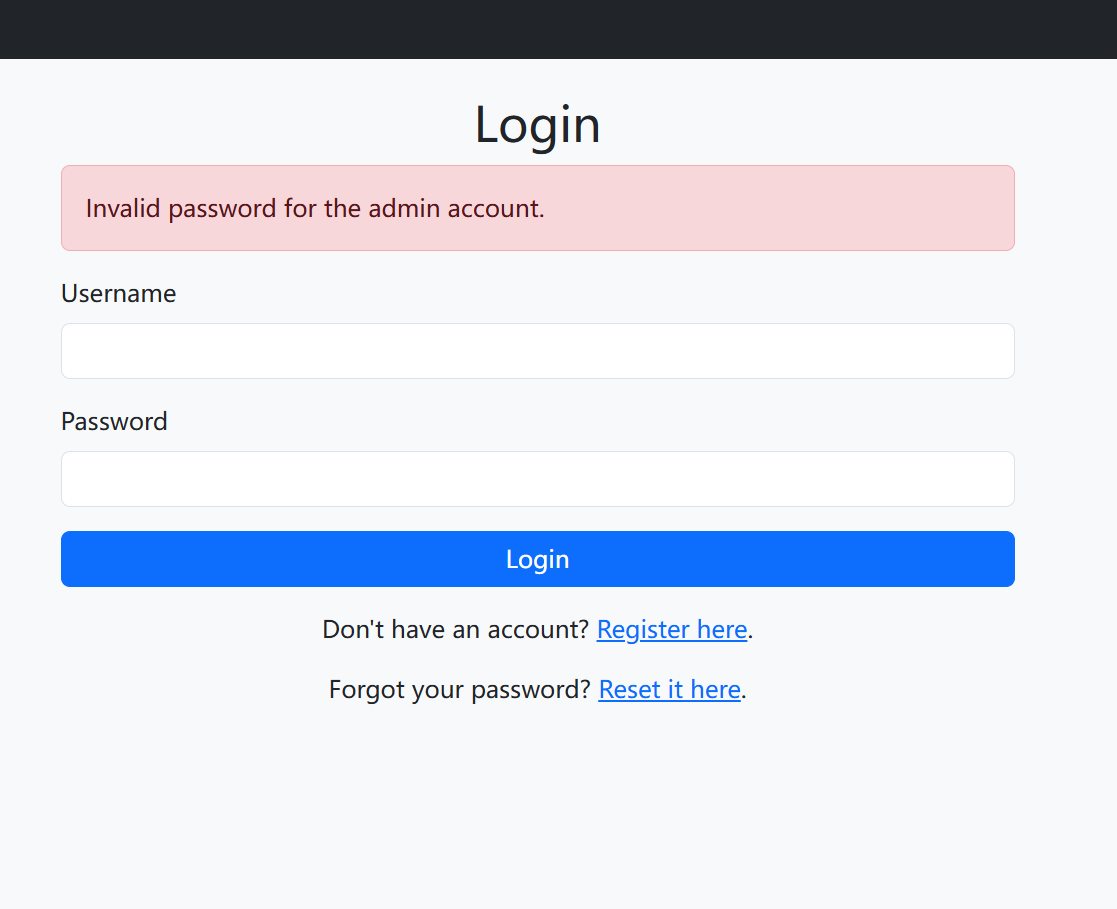 Login
Invalid password for the admin account.
Username
Password
Login
Don't have an account? Register here.
Forgot your password? Reset it here.